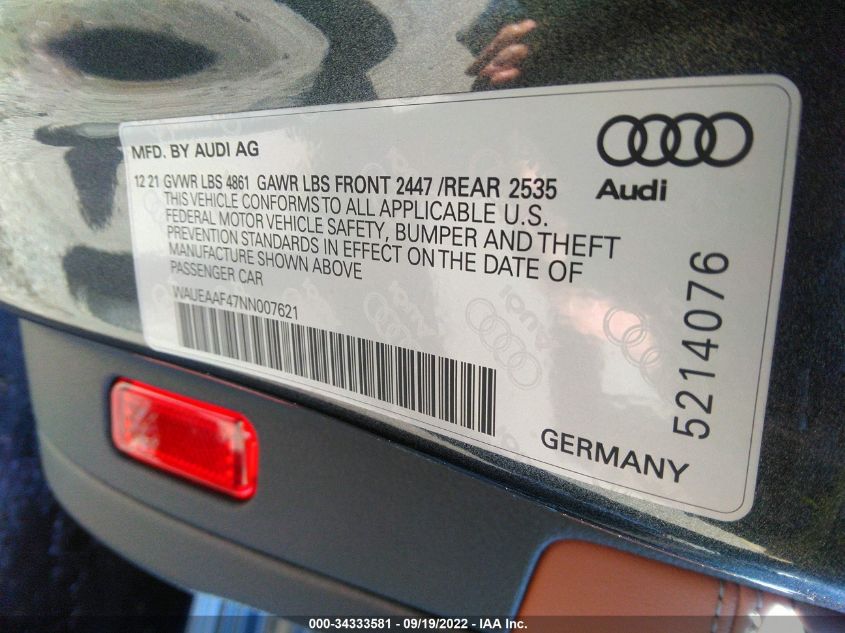 MFD. BY AUDI AG
12 21 GVWR LBS 4861 GAWR LBS FRONT 2447 /REAR 2535
THIS VEHICLE CONFORMS TO ALL APPLICABLE U.S.
FEDERAL MOTOR VEHICLE SAFETY, BUMPER AND THEFT
PREVENTION STANDARDS IN EFFECT ON THE DATE OF
MANUFACTURE SHOWN ABOVE
PASSENGER CAR
WAUEAAF47NN007621
Audi
5214076
GERMANY
000-34333581 - 09/19/2022 - IAA Inc.